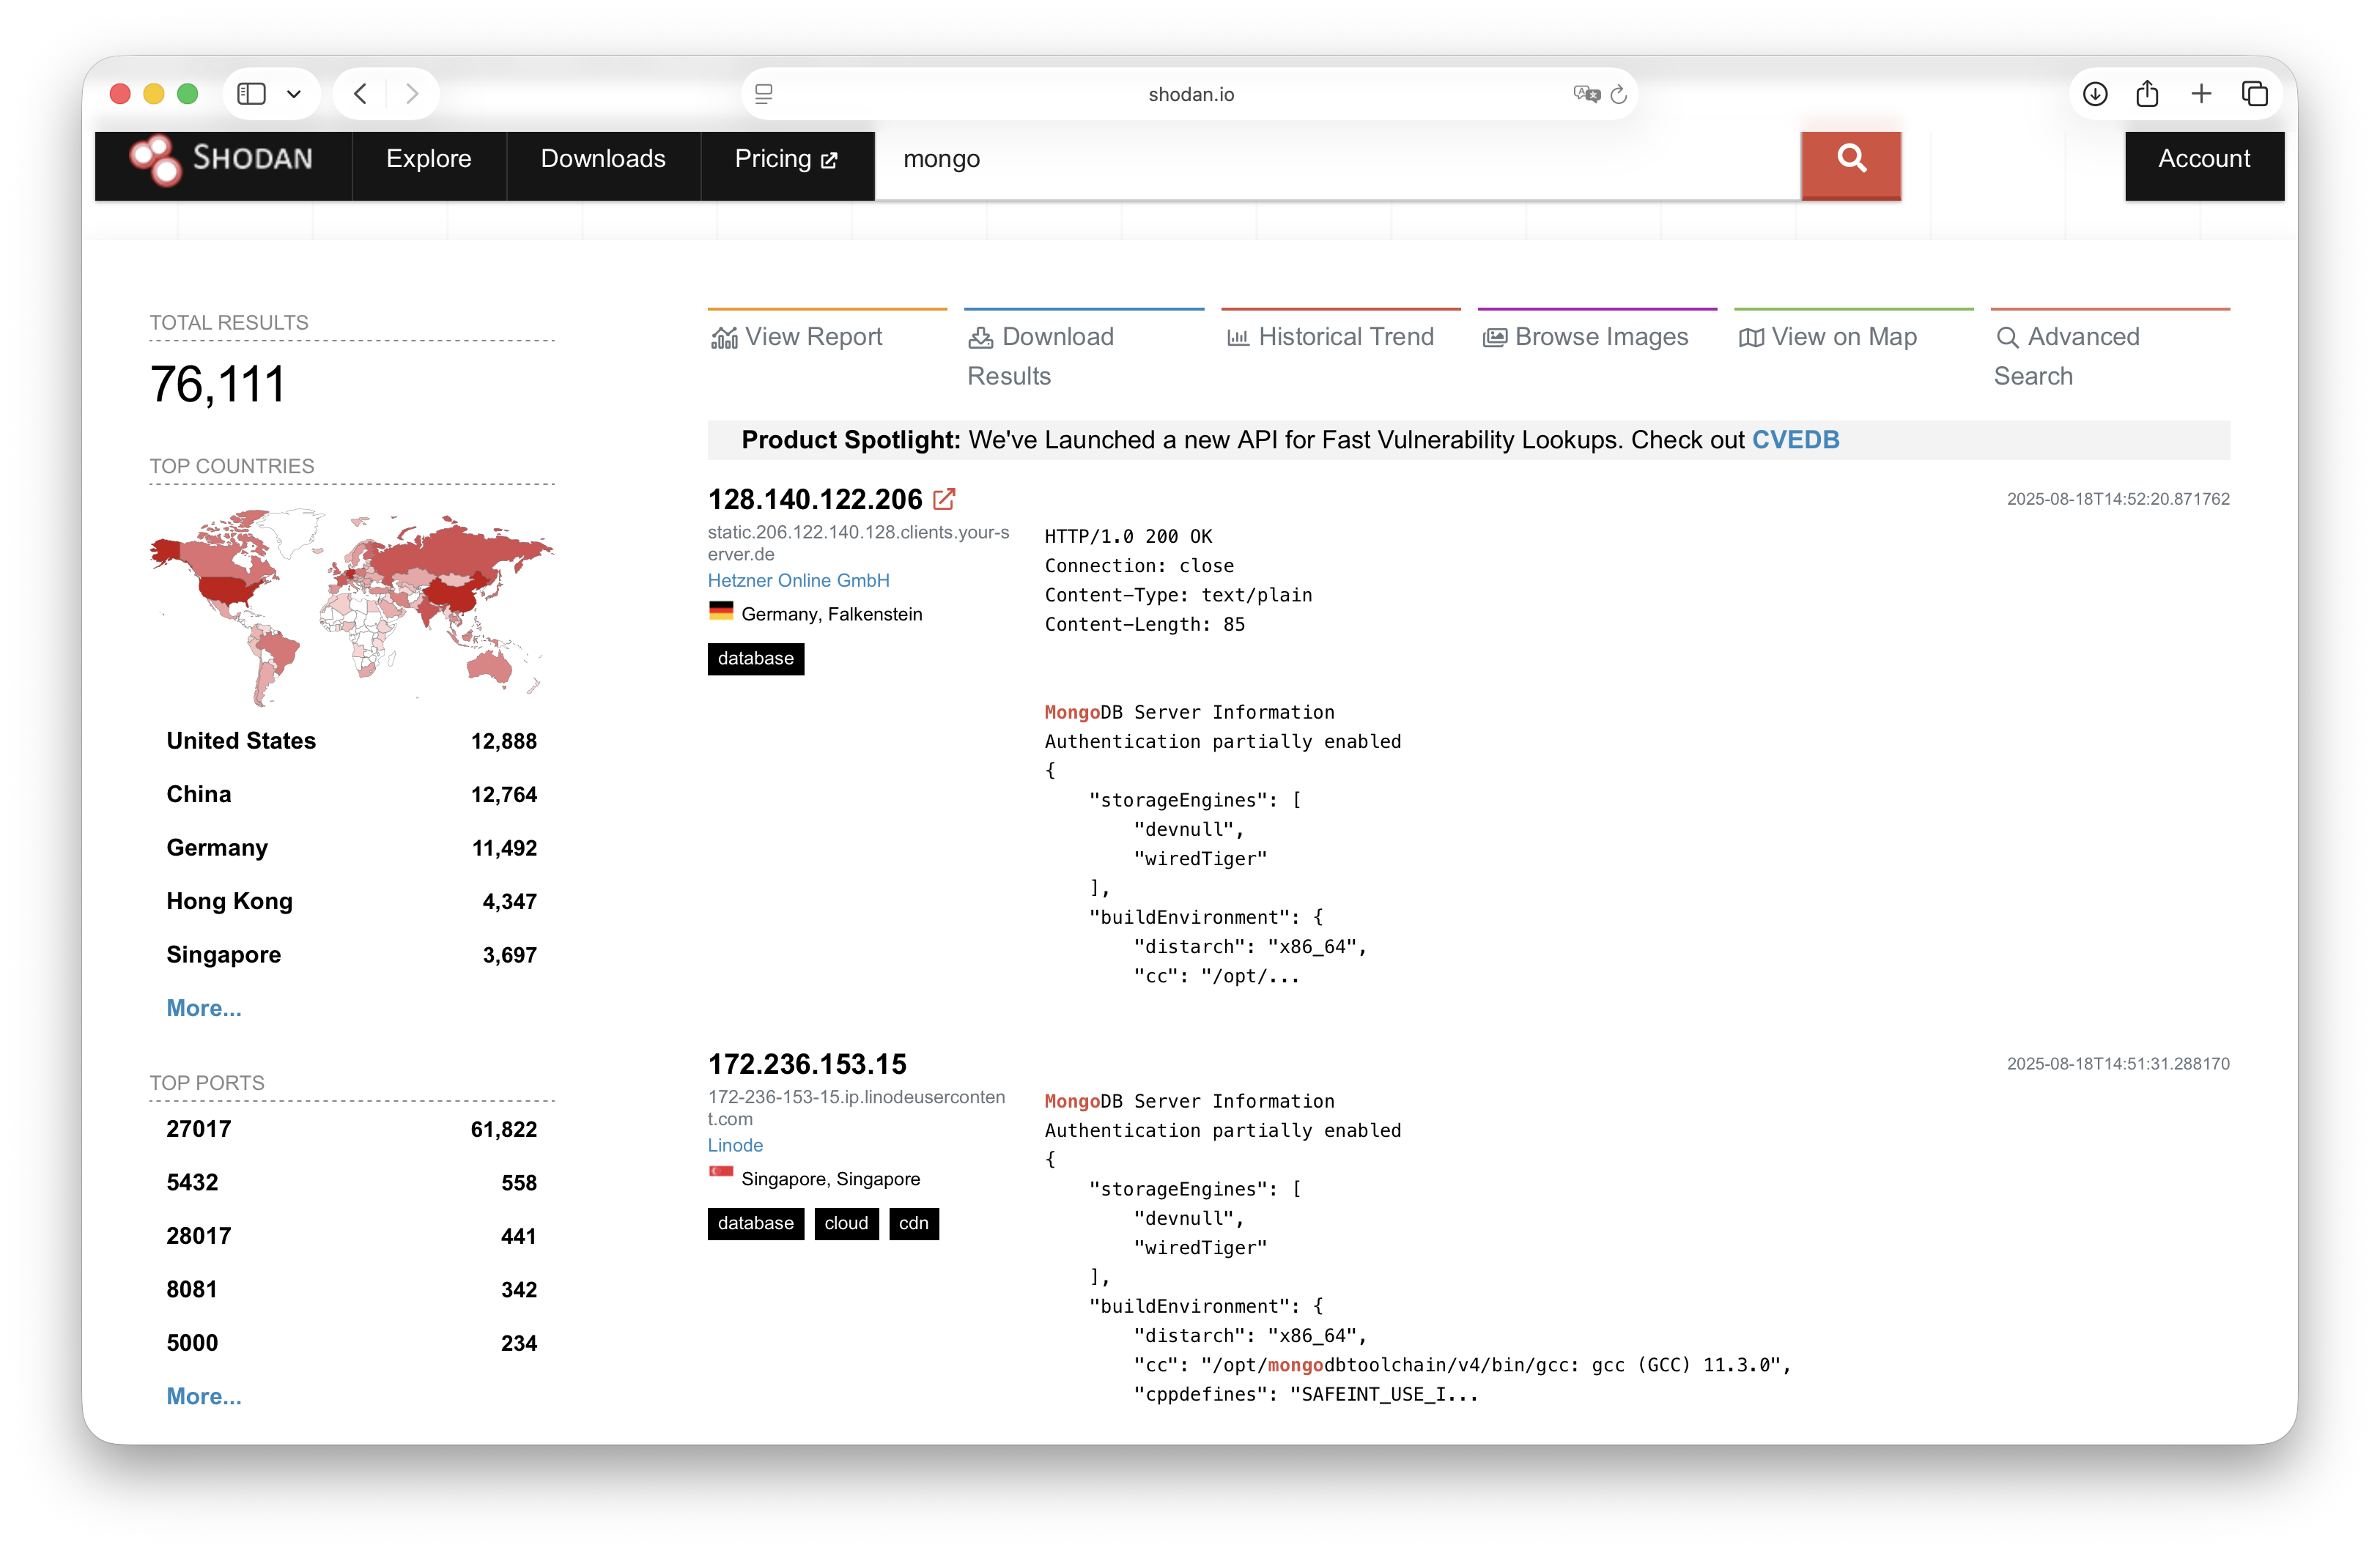 shodan.io
SHODAN
Explore
Downloads
Pricing
mongo
Account
TOTAL RESULTS
76,111
TOP COUNTRIES
United States 12,888
China 12,764
Germany 11,492
Hong Kong 4,347
Singapore 3,697
More...
TOP PORTS
27017 61,822
5432 558
28017 441
8081 342
5000 234
More...
View Report
Download
Results
Historical Trend
Browse Images
View on Map
Advanced
Search
Product Spotlight: We've Launched a new API for Fast Vulnerability Lookups. Check out CVEDB
128.140.122.206
static.206.122.140.128.clients.your-s
erver.de
Hetzner Online GmbH
Germany, Falkenstein
database
2025-08-18T14:52:20.871762
HTTP/1.0 200 OK
Connection: close
Content-Type: text/plain
Content-Length: 85
MongoDB Server Information
Authentication partially enabled
{
"storageEngines": [
"devnull",
"wiredTiger"
],
"buildEnvironment": {
"distarch": "x86_64",
"cc": "/opt/...
172.236.153.15
172-236-153-15.ip.linodeuserconten
t.com
Linode
Singapore, Singapore
database cloud cdn
2025-08-18T14:51:31.288170
MongoDB Server Information
Authentication partially enabled
{
"storageEngines": [
"devnull",
"wiredTiger"
],
"buildEnvironment": {
"distarch": "x86_64",
"cc": "/opt/mongodbtoolchain/v4/bin/gcc: gcc (GCC) 11.3.0",
"cppdefines": "SAFEINT_USE_I...